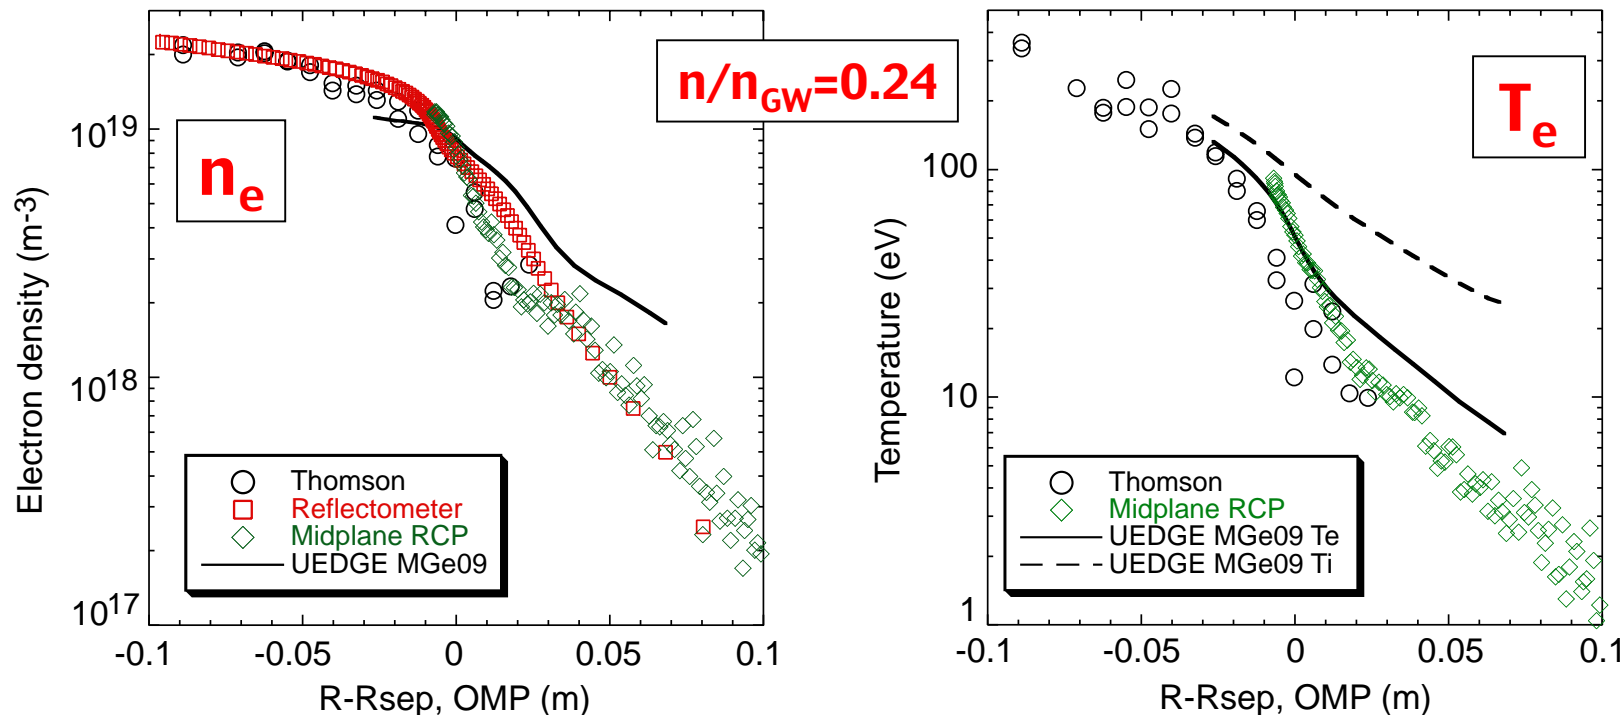 n/nGW=0.24
ne
Electron density (m-3)
10^19
10^18
10^17
Thomson
Reflectometer
Midplane RCP
UEDGE MGe09
-0.1
-0.05
0
0.05
0.1
R-Rsep, OMP (m)
Te
Temperature (eV)
100
10
1
Thomson
Midplane RCP
UEDGE MGe09 Te
UEDGE MGe09 Ti
-0.1
-0.05
0
0.05
0.1
R-Rsep, OMP (m)